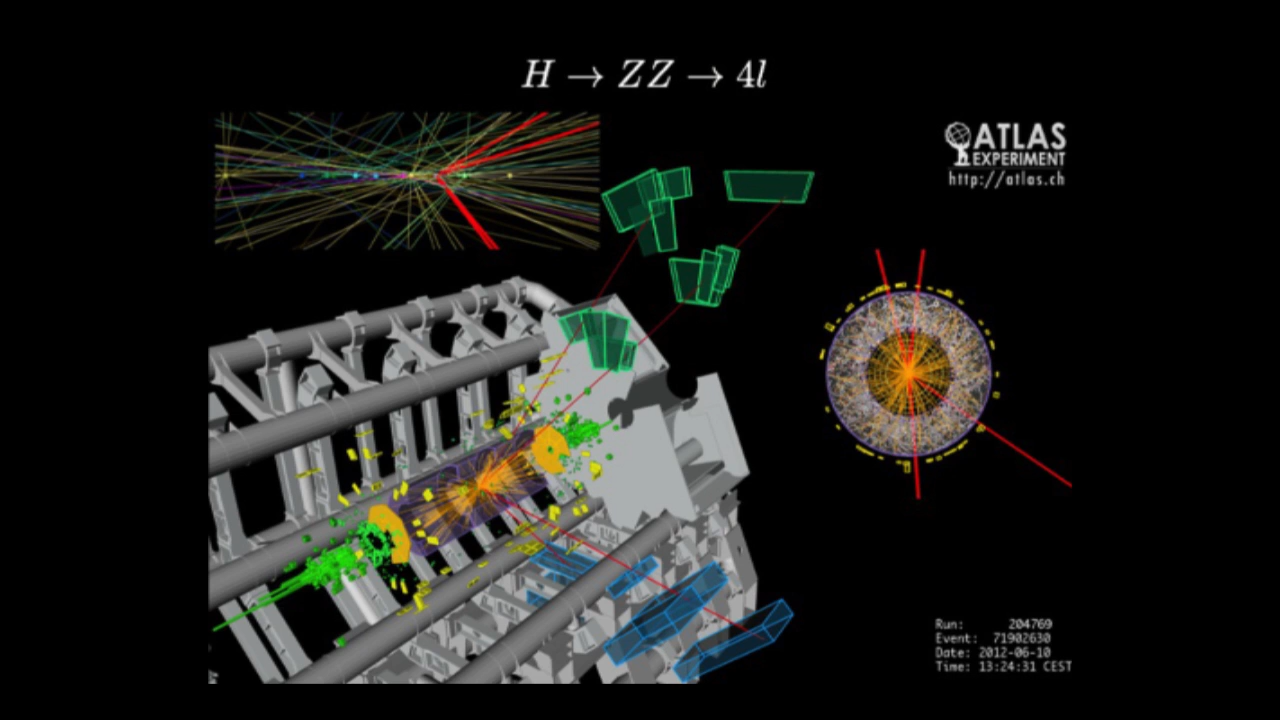 H → ZZ → 4l
ATLAS
EXPERIMENT
http://atlas.ch
Run: 204769
Event: 71902630
Date: 2012-06-10
Time: 13:24:31 CEST